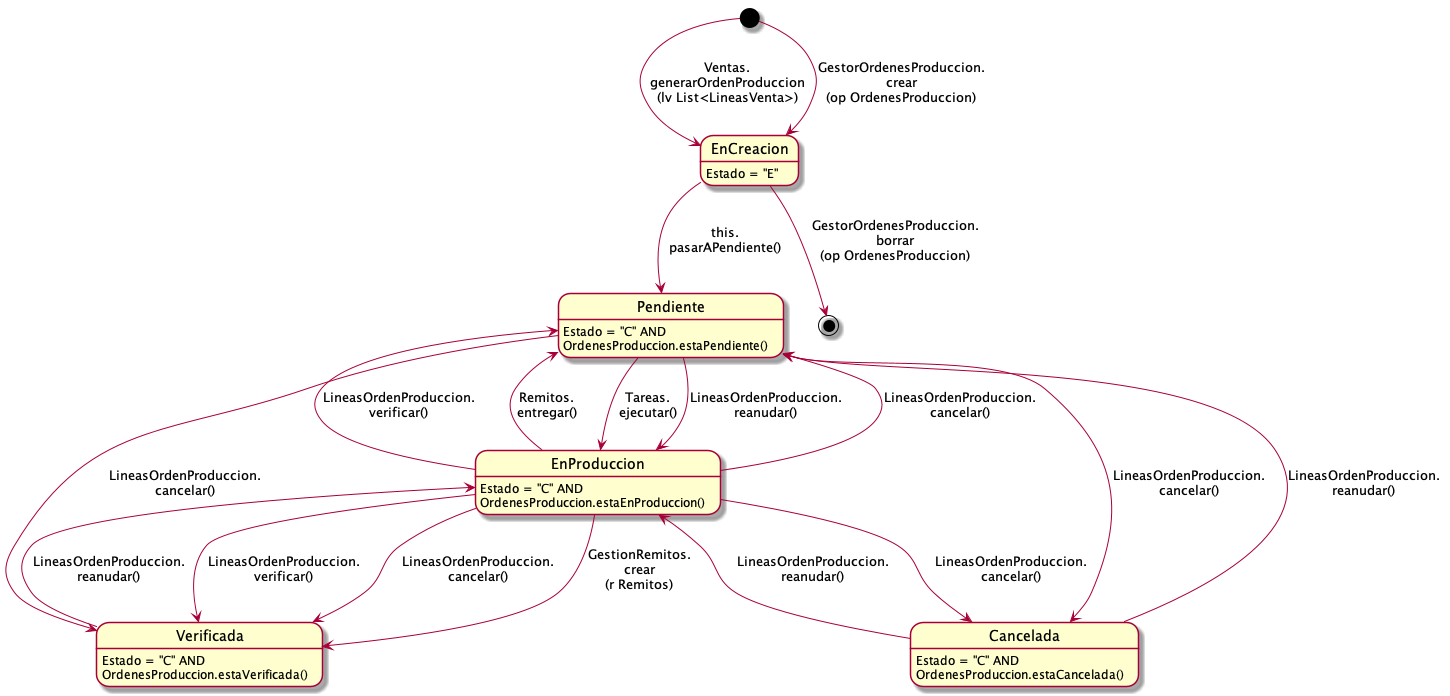 Ventas.
generarOrdenProduccion
(lv List<LineasVenta>)
GestorOrdenesProduccion.
crear
(op OrdenesProduccion)
EnCreacion
Estado = "E"
this.
pasarAPendiente()
GestorOrdenesProduccion.
borrar
(op OrdenesProduccion)
Pendiente
Estado = "C" AND
OrdenesProduccion.estaPendiente()
LineasOrdenProduccion.
verificar()
Remitos.
entregar()
Tareas.
ejecutar()
LineasOrdenProduccion.
reanudar()
LineasOrdenProduccion.
cancelar()
EnProduccion
Estado = "C" AND
OrdenesProduccion.estaEnProduccion()
LineasOrdenProduccion.
cancelar()
LineasOrdenProduccion.
cancelar()
LineasOrdenProduccion.
reanudar()
LineasOrdenProduccion.
reanudar()
LineasOrdenProduccion.
verificar()
LineasOrdenProduccion.
cancelar()
GestionRemitos.
crear
(r Remitos)
LineasOrdenProduccion.
reanudar()
LineasOrdenProduccion.
cancelar()
Verificada
Estado = "C" AND
OrdenesProduccion.estaVerificada()
Cancelada
Estado = "C" AND
OrdenesProduccion.estaCancelada()